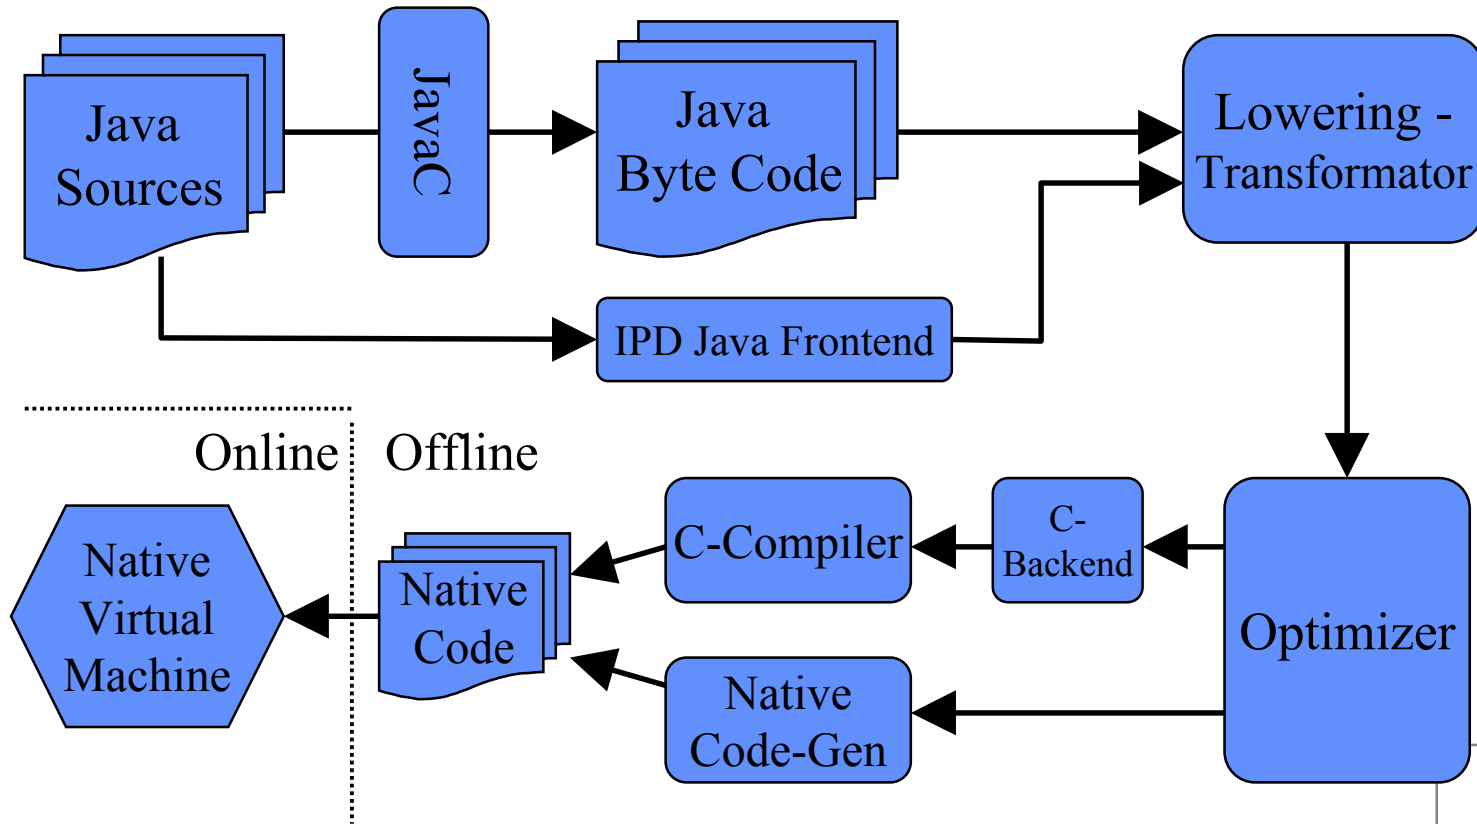 Java
Sources
JavaC
Java
Byte Code
Lowering -
Transformator
IPD Java Frontend
Online
Offline
Native
Virtual
Machine
Native
Code
C-Compiler
C-
Backend
Native
Code-Gen
Optimizer